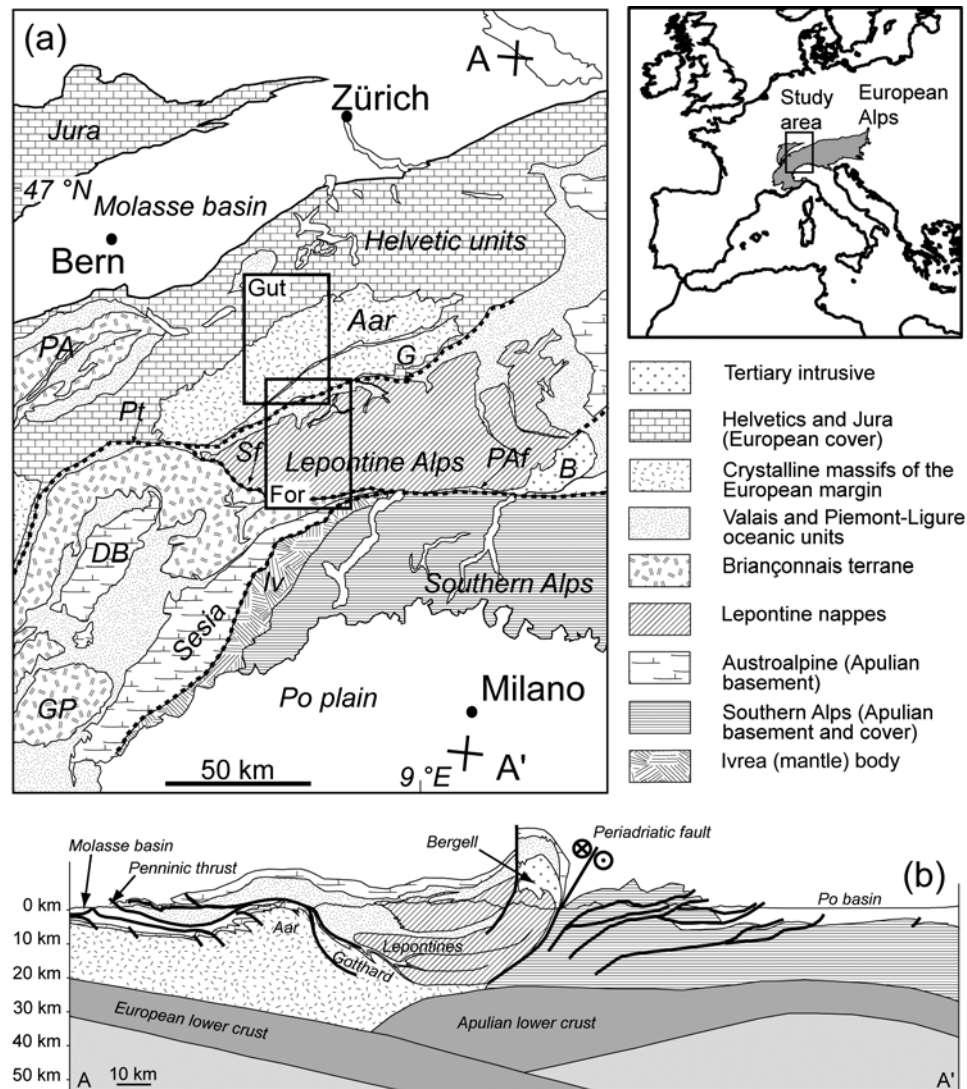 (a)
A
Zürich
Jura
47 °N
Molasse basin
Bern
Helvetic units
Gut
Aar
PA
G
Pt
Sf
Lepontine Alps
PAf
B
For
DB
Iv
Southern Alps
Sesia
GP
Po plain
Milano
50 km
9 °E
A'
Study
area
European
Alps
Tertiary intrusive
Helvetics and Jura
(European cover)
Crystalline massifs of the
European margin
Valais and Piemont-Ligure
oceanic units
Briançonnais terrane
Lepontine nappes
Austroalpine (Apulian
basement)
Southern Alps (Apulian
basement and cover)
Ivrea (mantle) body
(b)
Molasse basin
Penninic thrust
Bergell
Periadriatic fault
Po basin
0 km
10 km
20 km
30 km
40 km
50 km
Aar
Gotthard
Lepontines
European lower crust
Apulian lower crust
A
10 km
A'